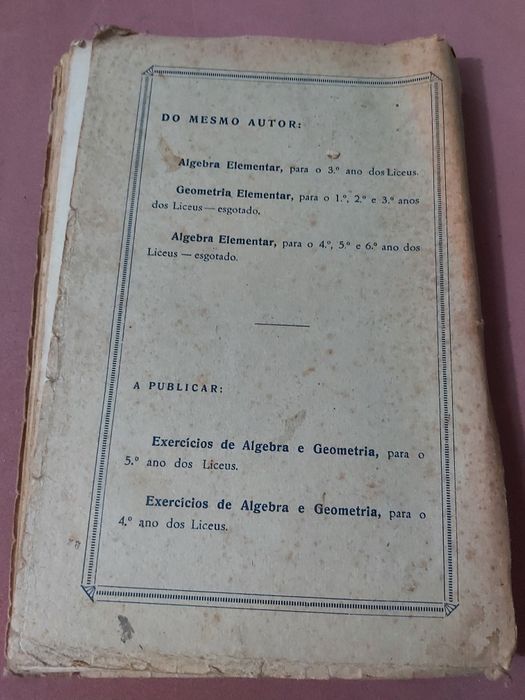 DO MESMO AUTOR:
Algebra Elementar, para o 3.º ano dos Liceus.
Geometria Elementar, para o 1.º, 2.º e 3.º anos
dos Liceus — esgotado.
Algebra Elementar, para o 4.º, 5.º e 6.º ano dos
Liceus — esgotado.
A PUBLICAR:
Exercícios de Algebra e Geometria, para o
5.º ano dos Liceus.
Exercícios de Algebra e Geometria, para o
4.º ano dos Liceus.